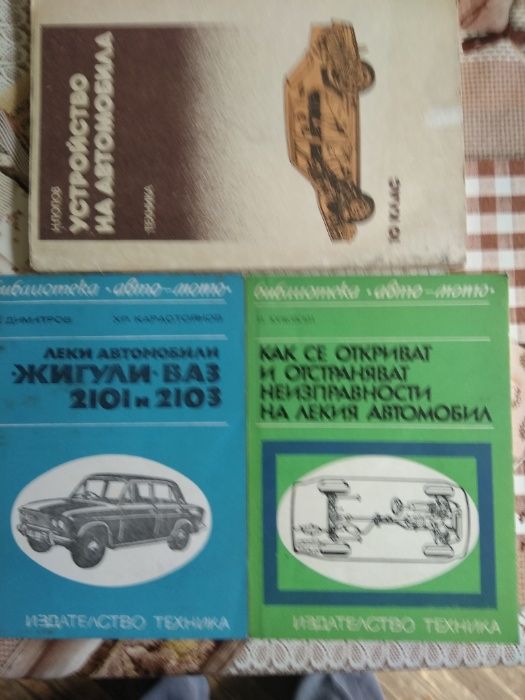 Н.ПОПОВ
УСТРОЙСТВО
НА АВТОМОБИЛА
ТЕХНИКА
10 КЛАС
библиотека ·авто-мото·
ДИМИТРОВ ХР. КАРАСТОЯНОВ
ЛЕКИ АВТОМОБИЛИ
·ЖИГУЛИ·ВАЗ
2101 и 2103
ИЗДАТЕЛСТВО ТЕХНИКА
библиотека ·авто-мото·
КАК СЕ ОТКРИВАТ
И ОТСТРАНЯВАТ
НЕИЗПРАВНОСТИ
НА ЛЕКИЯ АВТОМОБИЛ
ИЗДАТЕЛСТВО ТЕХНИКА